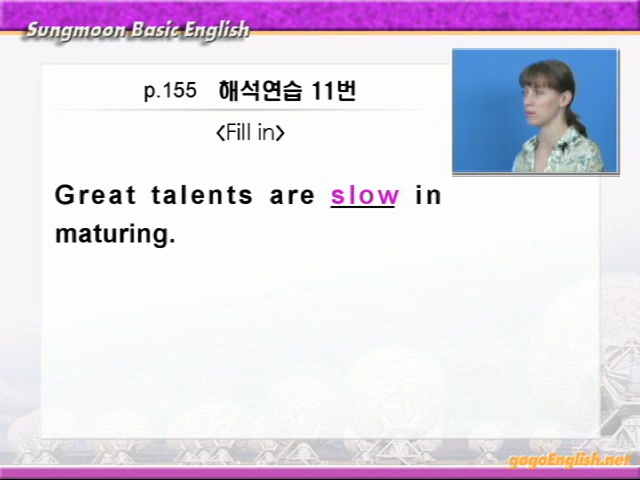 Sungmoon Basic English
p.155 해석연습 11번
<Fill in>
Great talents are slow in
maturing.
gogoEnglish.net